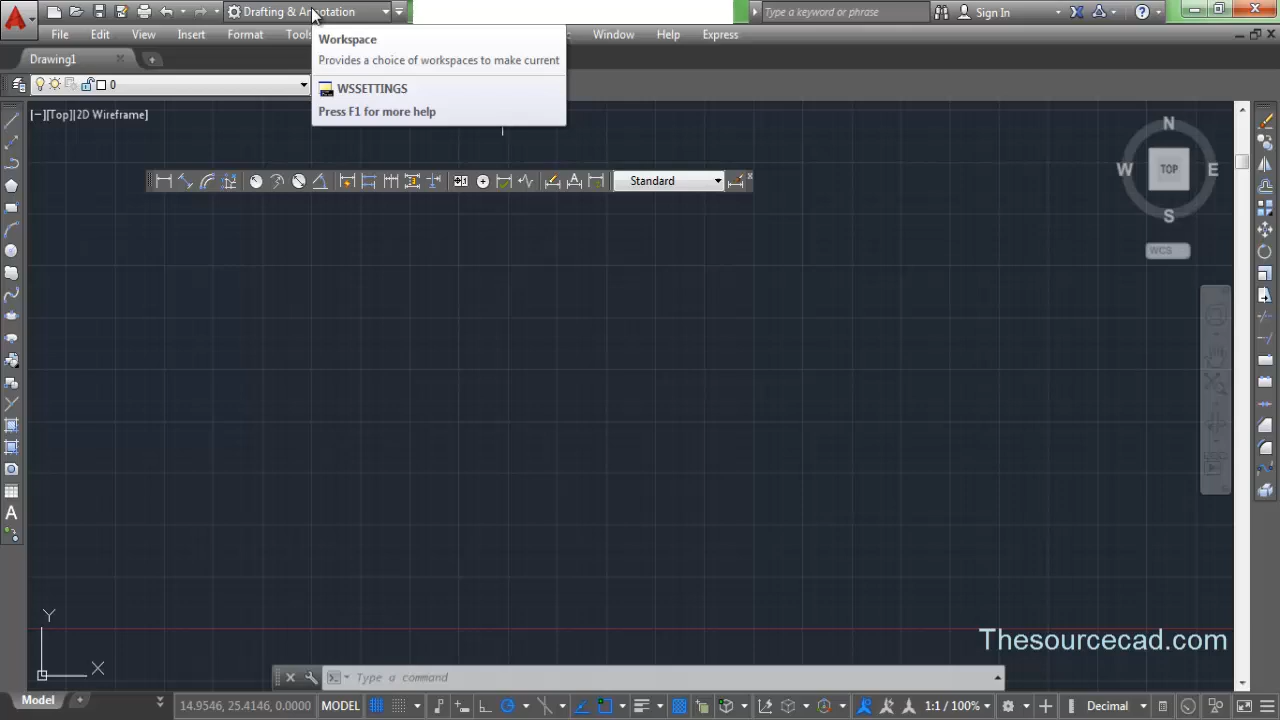 Drafting & Annotation
Type a keyword or phrase
Sign In
File Edit View Insert Format Tools Window Help Express
Workspace
Provides a choice of workspaces to make current
WSSETTINGS
Press F1 for more help
Drawing1
0
[−][Top][2D Wireframe]
Standard
N
W TOP E
S
WCS
Y
X
Thesourcecad.com
Type a command
Model
14.9546, 25.4146, 0.0000 MODEL 1:1 / 100% Decimal